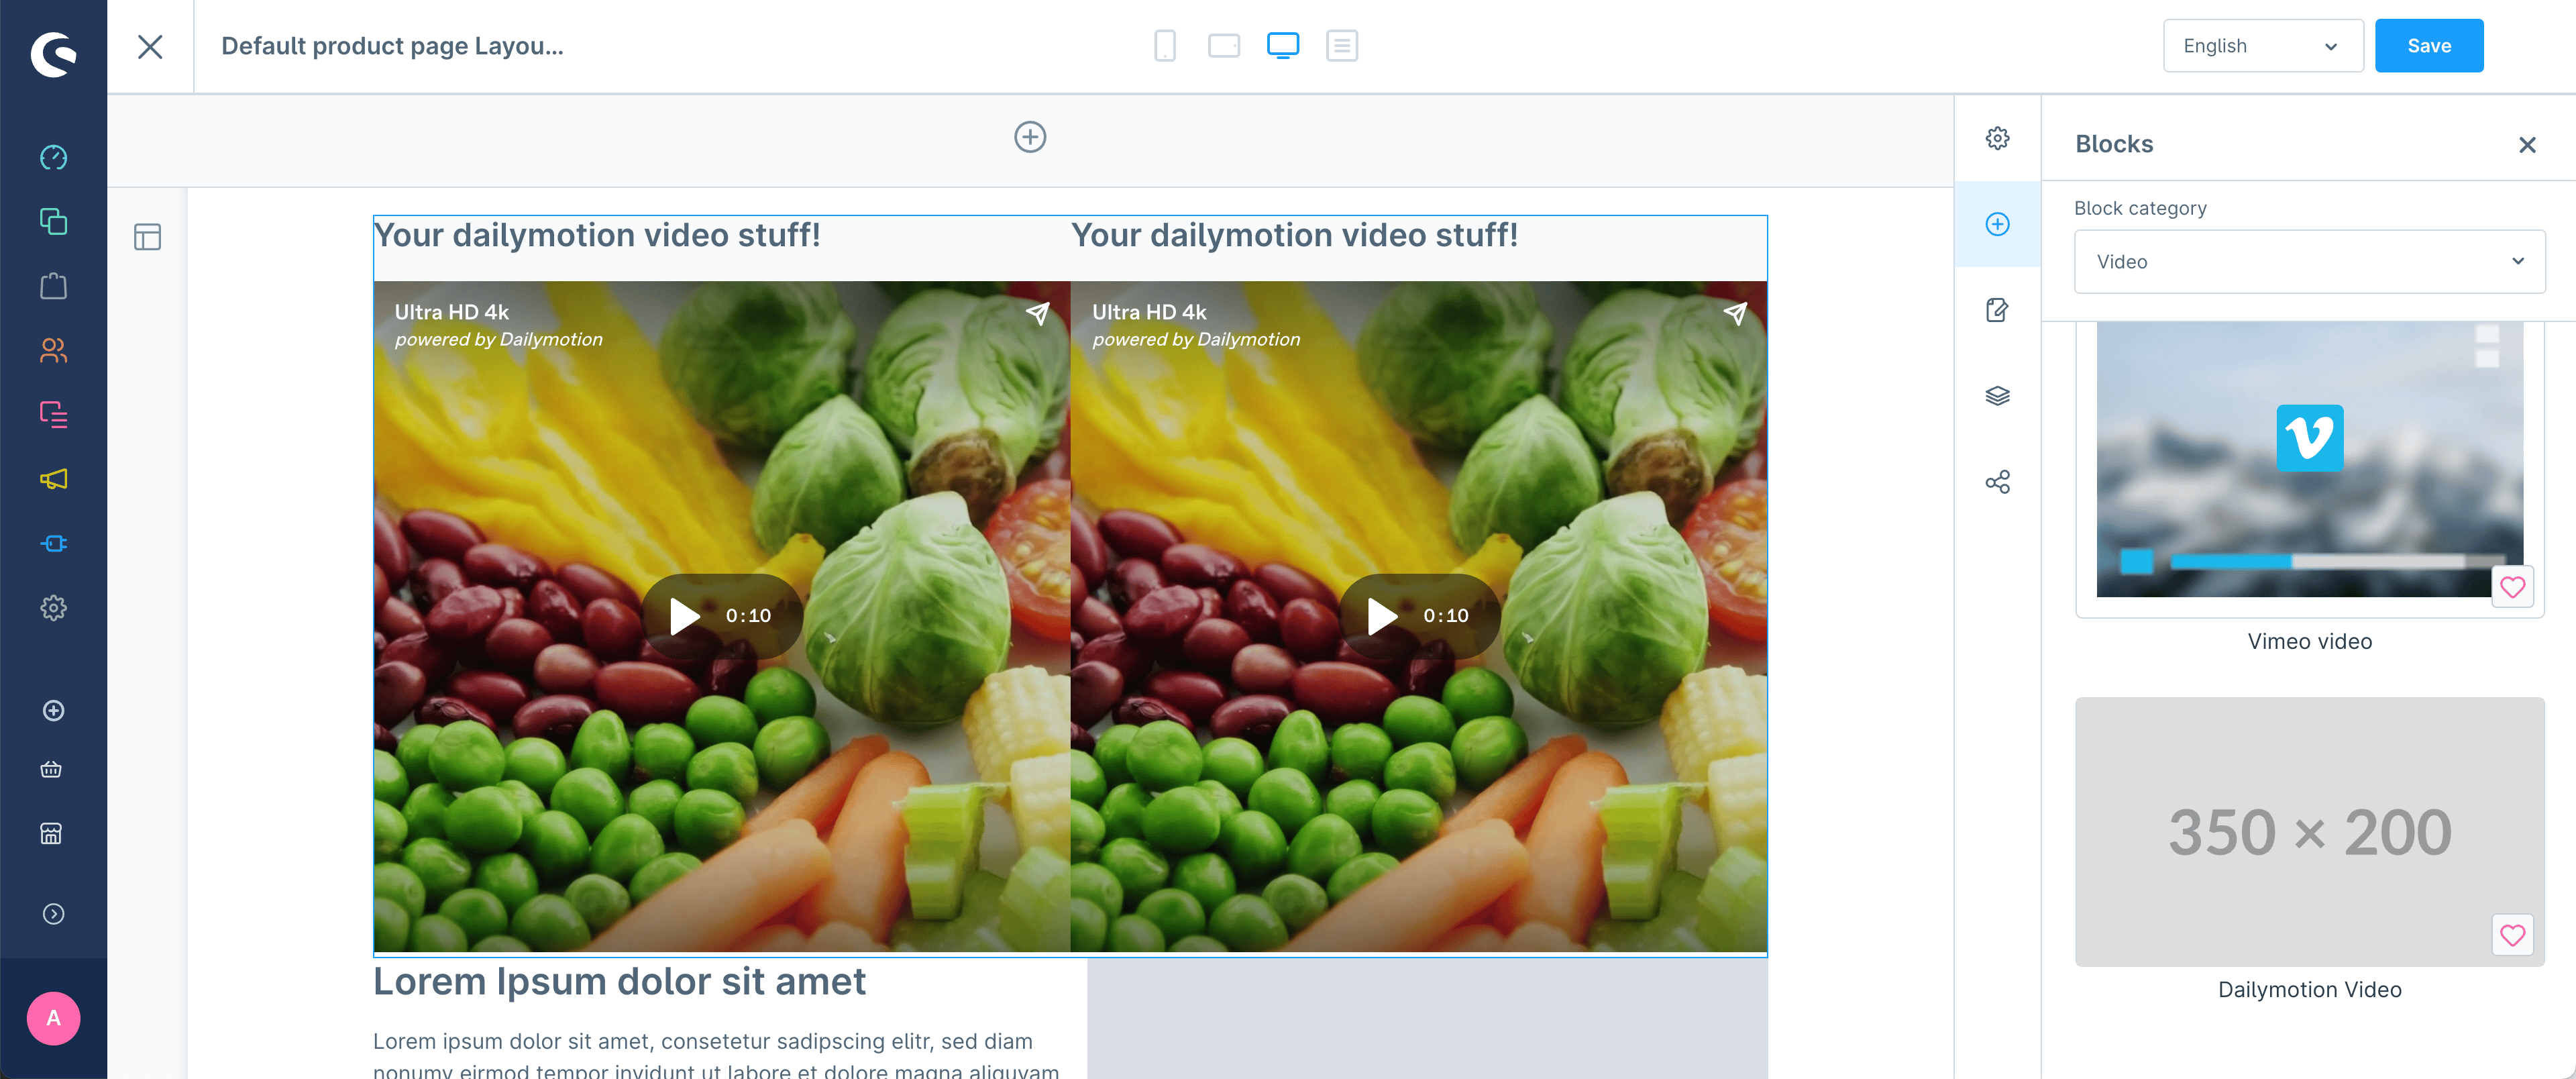 Default product page Layou...
English
Save
Your dailymotion video stuff!
Your dailymotion video stuff!
Ultra HD 4k
powered by Dailymotion
0:10
Ultra HD 4k
powered by Dailymotion
0:10
Lorem Ipsum dolor sit amet
Lorem ipsum dolor sit amet, consetetur sadipscing elitr, sed diam
nonumy eirmod tempor invidunt ut labore et dolore magna aliquyam
Blocks
Block category
Video
Vimeo video
350 × 200
Dailymotion Video
A